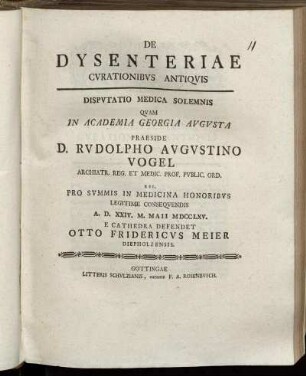 11
DE
DYSENTERIAE
CVRATIONIBVS ANTIQVIS
DISPVTATIO MEDICA SOLEMNIS
QVAM
IN ACADEMIA GEORGIA AVGVSTA
PRAESIDE
D. RVDOLPHO AVGVSTINO
VOGEL
ARCHIATR. REG. ET MEDIC. PROF. PVBLIC. ORD.
PRO SVMMIS IN MEDICINA HONORIBVS
LEGITIME CONSEQVENDIS
A. D. XXIV. M. MAII MDCCLXV.
E CATHEDRA DEFENDET
OTTO FRIDERICVS MEIER
DIEPHOLZENSIS.
GOTTINGAE
LITTERIS SCHVLZIANIS, F. A. ROSENBVSCH.